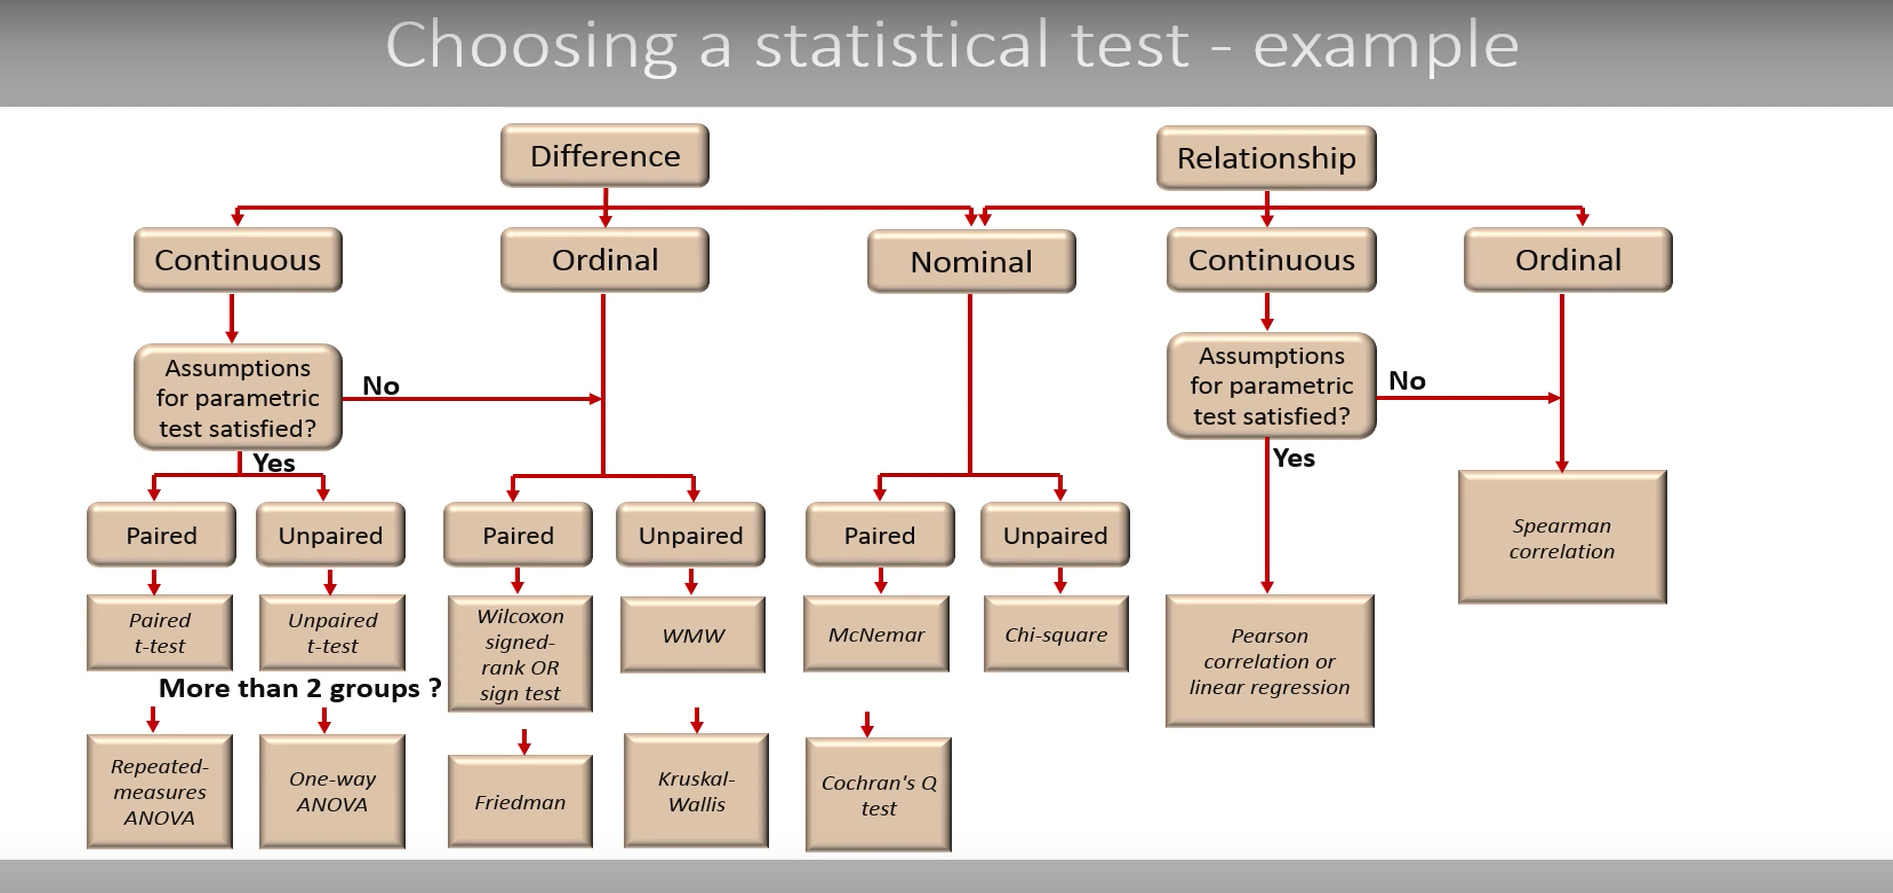 Choosing a statistical test - example
Difference
Relationship
Continuous
Ordinal
Nominal
Continuous
Ordinal
Assumptions
for parametric
test satisfied?
No
Yes
Assumptions
for parametric
test satisfied?
No
Yes
Paired
Unpaired
Paired
Unpaired
Paired
Unpaired
Spearman
correlation
Paired
t-test
Unpaired
t-test
Wilcoxon
signed-
rank OR
sign test
WMW
McNemar
Chi-square
Pearson
correlation or
linear regression
More than 2 groups ?
Repeated-
measures
ANOVA
One-way
ANOVA
Friedman
Kruskal-
Wallis
Cochran's Q
test